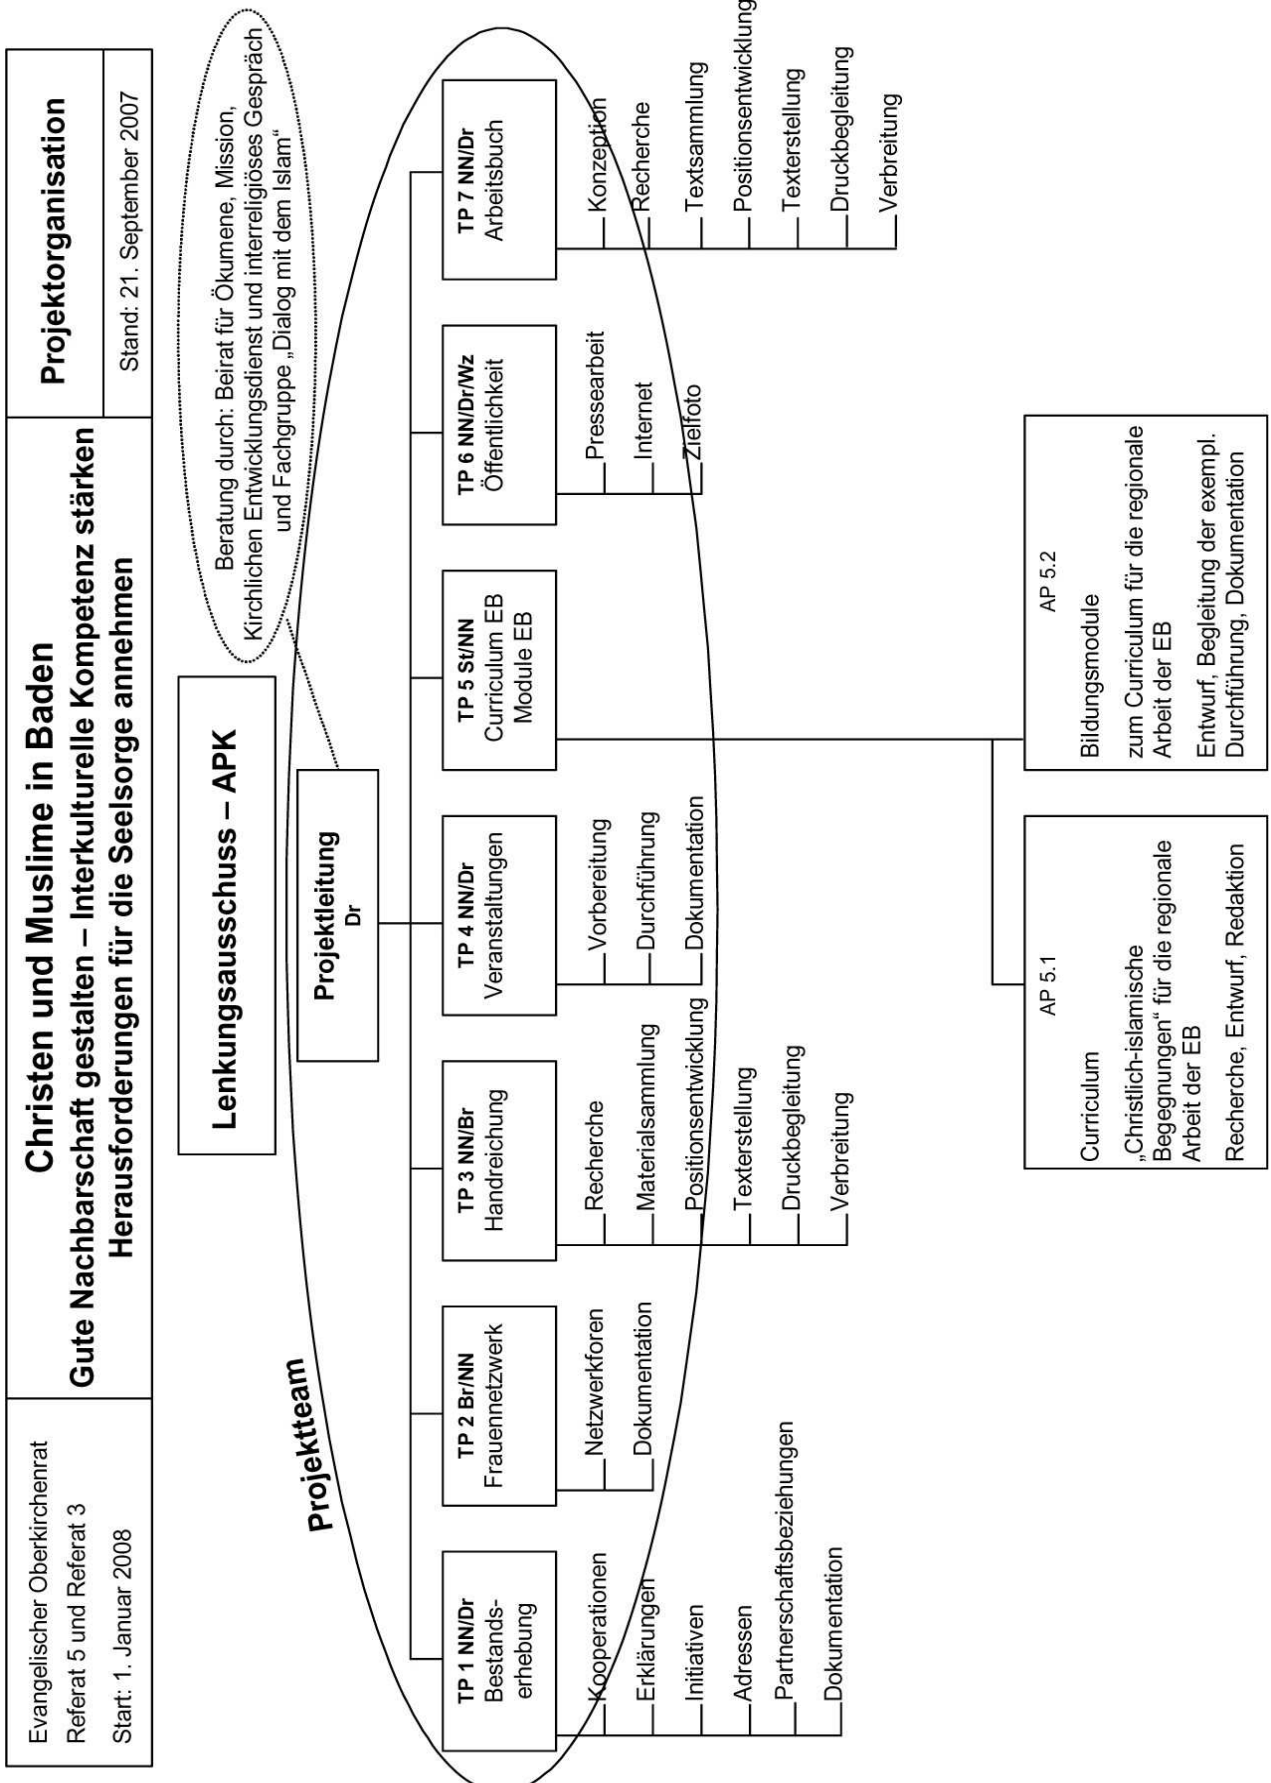 Evangelischer Oberkirchenrat
Referat 5 und Referat 3
Start: 1. Januar 2008
Christen und Muslime in Baden
Gute Nachbarschaft gestalten – Interkulturelle Kompetenz stärken
Herausforderungen für die Seelsorge annehmen
Projektorganisation
Stand: 21. September 2007
Lenkungsausschuss – APK
Beratung durch: Beirat für Ökumene, Mission,
Kirchlichen Entwicklungsdienst und interreligiöses Gespräch
und Fachgruppe „Dialog mit dem Islam“
Projektteam
Projektleitung
Dr
TP 1 NN/Dr
Bestands-
erhebung
Kooperationen
Erklärungen
Initiativen
Adressen
Partnerschaftsbeziehungen
Dokumentation
TP 2 Br/NN
Frauennetzwerk
Netzwerkforen
Dokumentation
TP 3 NN/Br
Handreichung
Recherche
Materialsammlung
Positionsentwicklung
Texterstellung
Druckbegleitung
Verbreitung
TP 4 NN/Dr
Veranstaltungen
Vorbereitung
Durchführung
Dokumentation
TP 5 St/NN
Curriculum EB
Module EB
TP 6 NN/Dr/Wz
Öffentlichkeit
Pressearbeit
Internet
Zielfoto
TP 7 NN/Dr
Arbeitsbuch
Konzeption
Recherche
Textsammlung
Positionsentwicklung
Texterstellung
Druckbegleitung
Verbreitung
AP 5.1
Curriculum
„Christlich-islamische
Begegnungen“ für die regionale
Arbeit der EB
Recherche, Entwurf, Redaktion
AP 5.2
Bildungsmodule
zum Curriculum für die regionale
Arbeit der EB
Entwurf, Begleitung der exempl.
Durchführung, Dokumentation